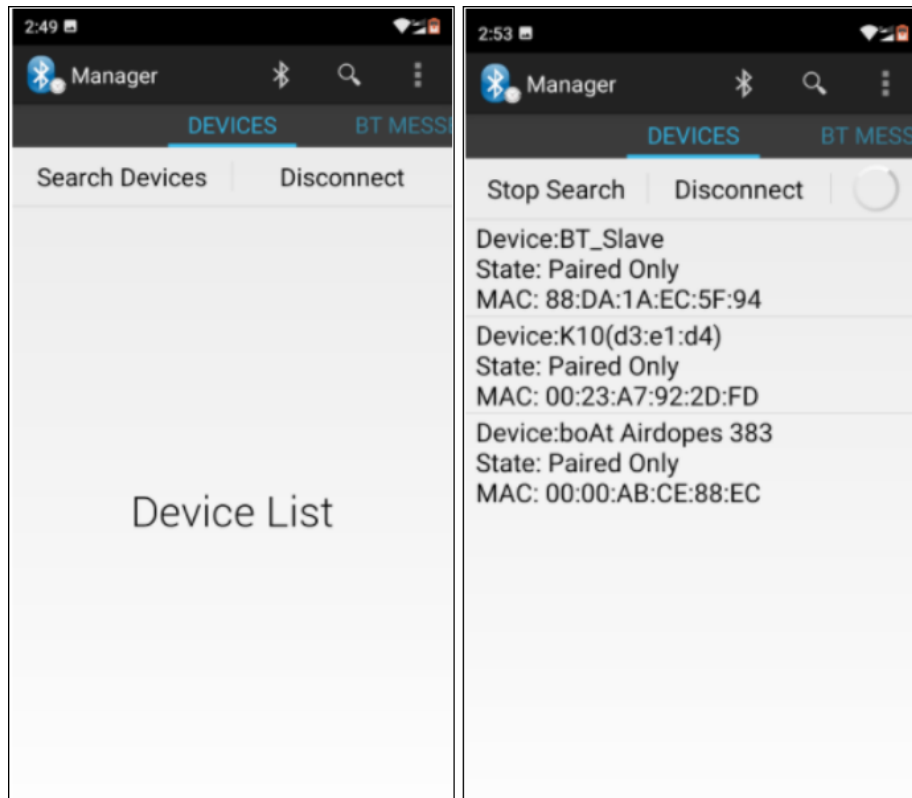 2:49
Manager
DEVICES BT MESSE
Search Devices Disconnect
Device List
2:53
Manager
DEVICES BT MESS
Stop Search Disconnect
Device:BT_Slave
State: Paired Only
MAC: 88:DA:1A:EC:5F:94
Device:K10(d3:e1:d4)
State: Paired Only
MAC: 00:23:A7:92:2D:FD
Device:boAt Airdopes 383
State: Paired Only
MAC: 00:00:AB:CE:88:EC